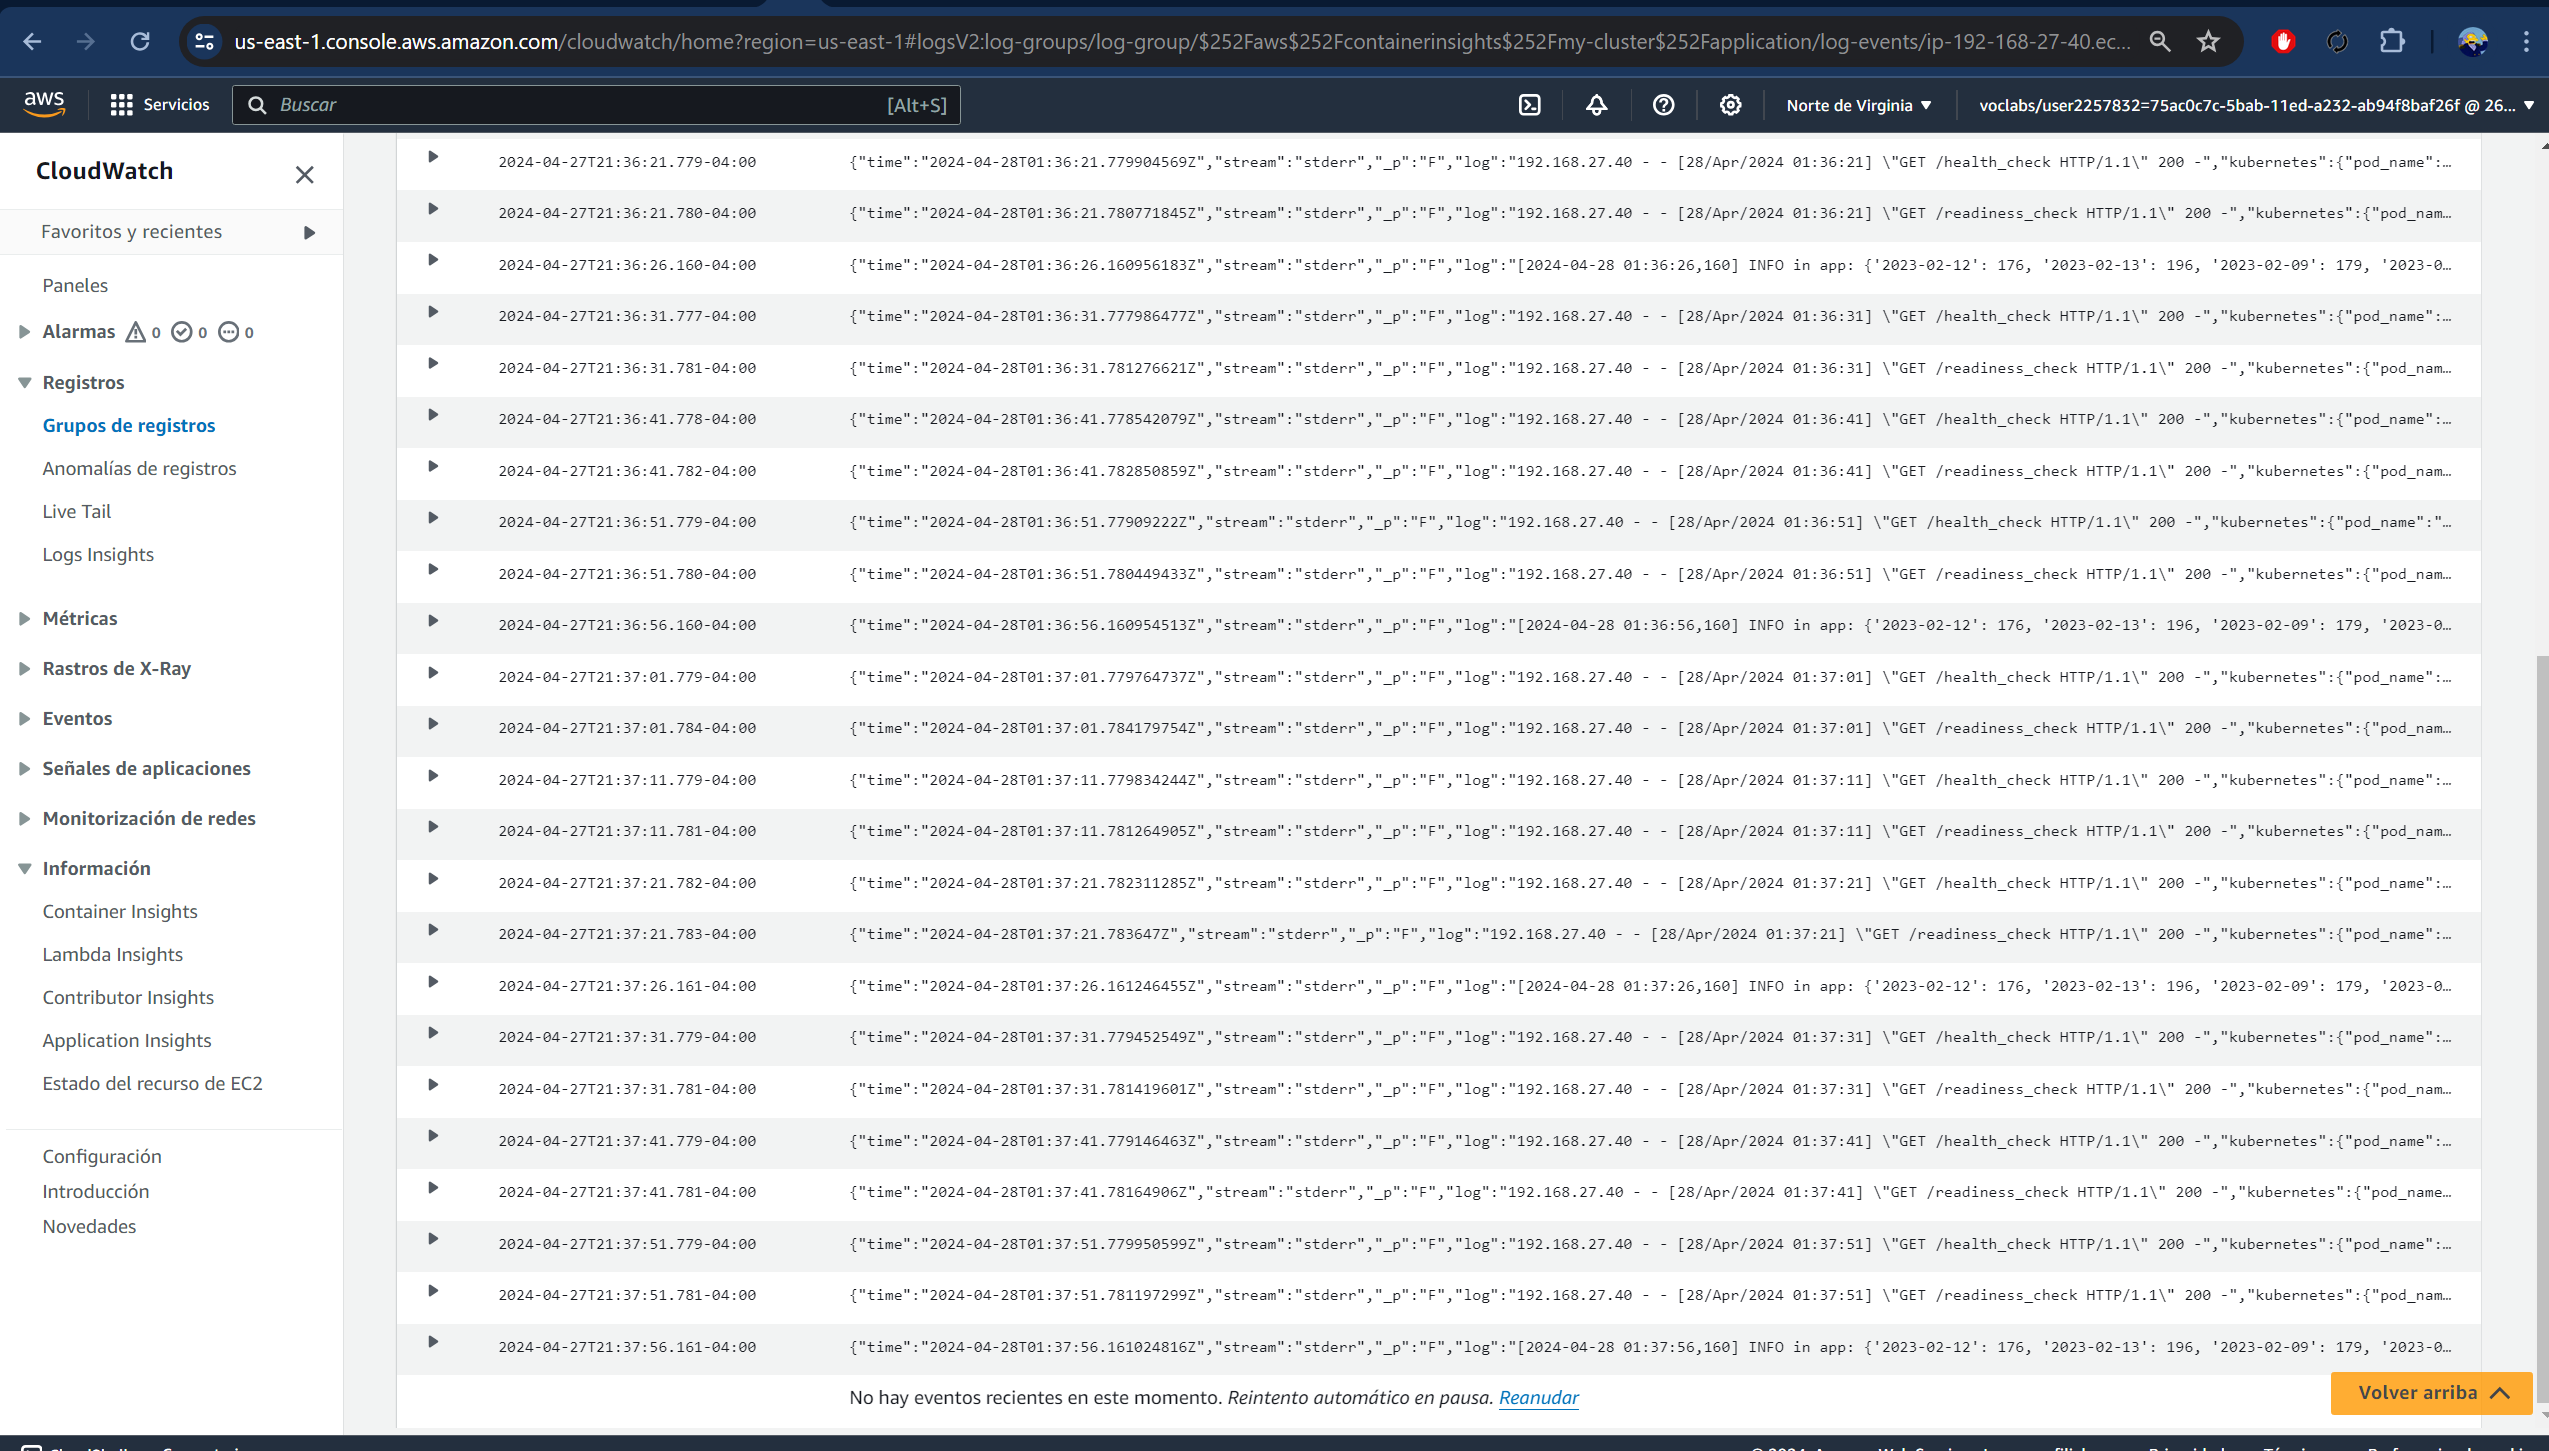 us-east-1.console.aws.amazon.com/cloudwatch/home?region=us-east-1#logsV2:log-groups/log-group/$252Faws$252Fcontainerinsights$252Fmy-cluster$252Fapplication/log-events/ip-192-168-27-40.ec...
aws Servicios Buscar [Alt+S] Norte de Virginia voclabs/user2257832=75ac0c7c-5bab-11ed-a232-ab94f8baf26f @ 26...
CloudWatch
Favoritos y recientes
Paneles
Alarmas 0 0 0
Registros
Grupos de registros
Anomalías de registros
Live Tail
Logs Insights
Métricas
Rastros de X-Ray
Eventos
Señales de aplicaciones
Monitorización de redes
Información
Container Insights
Lambda Insights
Contributor Insights
Application Insights
Estado del recurso de EC2
Configuración
Introducción
Novedades
2024-04-27T21:36:21.779-04:00 {"time":"2024-04-28T01:36:21.779904569Z","stream":"stderr","_p":"F","log":"192.168.27.40 - - [28/Apr/2024 01:36:21] \"GET /health_check HTTP/1.1\" 200 -","kubernetes":{"pod_name":…
2024-04-27T21:36:21.780-04:00 {"time":"2024-04-28T01:36:21.780771845Z","stream":"stderr","_p":"F","log":"192.168.27.40 - - [28/Apr/2024 01:36:21] \"GET /readiness_check HTTP/1.1\" 200 -","kubernetes":{"pod_nam…
2024-04-27T21:36:26.160-04:00 {"time":"2024-04-28T01:36:26.160956183Z","stream":"stderr","_p":"F","log":"[2024-04-28 01:36:26,160] INFO in app: {'2023-02-12': 176, '2023-02-13': 196, '2023-02-09': 179, '2023-0…
2024-04-27T21:36:31.777-04:00 {"time":"2024-04-28T01:36:31.777986477Z","stream":"stderr","_p":"F","log":"192.168.27.40 - - [28/Apr/2024 01:36:31] \"GET /health_check HTTP/1.1\" 200 -","kubernetes":{"pod_name":…
2024-04-27T21:36:31.781-04:00 {"time":"2024-04-28T01:36:31.781276621Z","stream":"stderr","_p":"F","log":"192.168.27.40 - - [28/Apr/2024 01:36:31] \"GET /readiness_check HTTP/1.1\" 200 -","kubernetes":{"pod_nam…
2024-04-27T21:36:41.778-04:00 {"time":"2024-04-28T01:36:41.778542079Z","stream":"stderr","_p":"F","log":"192.168.27.40 - - [28/Apr/2024 01:36:41] \"GET /health_check HTTP/1.1\" 200 -","kubernetes":{"pod_name":…
2024-04-27T21:36:41.782-04:00 {"time":"2024-04-28T01:36:41.782850859Z","stream":"stderr","_p":"F","log":"192.168.27.40 - - [28/Apr/2024 01:36:41] \"GET /readiness_check HTTP/1.1\" 200 -","kubernetes":{"pod_nam…
2024-04-27T21:36:51.779-04:00 {"time":"2024-04-28T01:36:51.77909222Z","stream":"stderr","_p":"F","log":"192.168.27.40 - - [28/Apr/2024 01:36:51] \"GET /health_check HTTP/1.1\" 200 -","kubernetes":{"pod_name":"…
2024-04-27T21:36:51.780-04:00 {"time":"2024-04-28T01:36:51.780449433Z","stream":"stderr","_p":"F","log":"192.168.27.40 - - [28/Apr/2024 01:36:51] \"GET /readiness_check HTTP/1.1\" 200 -","kubernetes":{"pod_nam…
2024-04-27T21:36:56.160-04:00 {"time":"2024-04-28T01:36:56.160954513Z","stream":"stderr","_p":"F","log":"[2024-04-28 01:36:56,160] INFO in app: {'2023-02-12': 176, '2023-02-13': 196, '2023-02-09': 179, '2023-0…
2024-04-27T21:37:01.779-04:00 {"time":"2024-04-28T01:37:01.779764737Z","stream":"stderr","_p":"F","log":"192.168.27.40 - - [28/Apr/2024 01:37:01] \"GET /health_check HTTP/1.1\" 200 -","kubernetes":{"pod_name":…
2024-04-27T21:37:01.784-04:00 {"time":"2024-04-28T01:37:01.784179754Z","stream":"stderr","_p":"F","log":"192.168.27.40 - - [28/Apr/2024 01:37:01] \"GET /readiness_check HTTP/1.1\" 200 -","kubernetes":{"pod_nam…
2024-04-27T21:37:11.779-04:00 {"time":"2024-04-28T01:37:11.779834244Z","stream":"stderr","_p":"F","log":"192.168.27.40 - - [28/Apr/2024 01:37:11] \"GET /health_check HTTP/1.1\" 200 -","kubernetes":{"pod_name":…
2024-04-27T21:37:11.781-04:00 {"time":"2024-04-28T01:37:11.781264905Z","stream":"stderr","_p":"F","log":"192.168.27.40 - - [28/Apr/2024 01:37:11] \"GET /readiness_check HTTP/1.1\" 200 -","kubernetes":{"pod_nam…
2024-04-27T21:37:21.782-04:00 {"time":"2024-04-28T01:37:21.782311285Z","stream":"stderr","_p":"F","log":"192.168.27.40 - - [28/Apr/2024 01:37:21] \"GET /health_check HTTP/1.1\" 200 -","kubernetes":{"pod_name":…
2024-04-27T21:37:21.783-04:00 {"time":"2024-04-28T01:37:21.783647Z","stream":"stderr","_p":"F","log":"192.168.27.40 - - [28/Apr/2024 01:37:21] \"GET /readiness_check HTTP/1.1\" 200 -","kubernetes":{"pod_name":…
2024-04-27T21:37:26.161-04:00 {"time":"2024-04-28T01:37:26.161246455Z","stream":"stderr","_p":"F","log":"[2024-04-28 01:37:26,160] INFO in app: {'2023-02-12': 176, '2023-02-13': 196, '2023-02-09': 179, '2023-0…
2024-04-27T21:37:31.779-04:00 {"time":"2024-04-28T01:37:31.779452549Z","stream":"stderr","_p":"F","log":"192.168.27.40 - - [28/Apr/2024 01:37:31] \"GET /health_check HTTP/1.1\" 200 -","kubernetes":{"pod_name":…
2024-04-27T21:37:31.781-04:00 {"time":"2024-04-28T01:37:31.781419601Z","stream":"stderr","_p":"F","log":"192.168.27.40 - - [28/Apr/2024 01:37:31] \"GET /readiness_check HTTP/1.1\" 200 -","kubernetes":{"pod_nam…
2024-04-27T21:37:41.779-04:00 {"time":"2024-04-28T01:37:41.779146463Z","stream":"stderr","_p":"F","log":"192.168.27.40 - - [28/Apr/2024 01:37:41] \"GET /health_check HTTP/1.1\" 200 -","kubernetes":{"pod_name":…
2024-04-27T21:37:41.781-04:00 {"time":"2024-04-28T01:37:41.78164906Z","stream":"stderr","_p":"F","log":"192.168.27.40 - - [28/Apr/2024 01:37:41] \"GET /readiness_check HTTP/1.1\" 200 -","kubernetes":{"pod_name…
2024-04-27T21:37:51.779-04:00 {"time":"2024-04-28T01:37:51.779950599Z","stream":"stderr","_p":"F","log":"192.168.27.40 - - [28/Apr/2024 01:37:51] \"GET /health_check HTTP/1.1\" 200 -","kubernetes":{"pod_name":…
2024-04-27T21:37:51.781-04:00 {"time":"2024-04-28T01:37:51.781197299Z","stream":"stderr","_p":"F","log":"192.168.27.40 - - [28/Apr/2024 01:37:51] \"GET /readiness_check HTTP/1.1\" 200 -","kubernetes":{"pod_nam…
2024-04-27T21:37:56.161-04:00 {"time":"2024-04-28T01:37:56.161024816Z","stream":"stderr","_p":"F","log":"[2024-04-28 01:37:56,160] INFO in app: {'2023-02-12': 176, '2023-02-13': 196, '2023-02-09': 179, '2023-0…
No hay eventos recientes en este momento. Reintento automático en pausa. Reanudar
Volver arriba